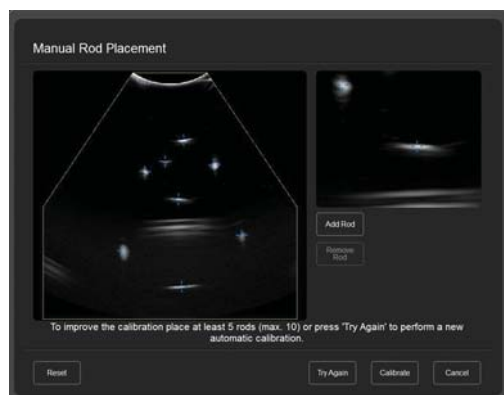 Manual Rod Placement
Add Rod
Remove
Rod
To improve the calibration place at least 5 rods (max. 10) or press 'Try Again' to perform a new
automatic calibration.
Reset
Try Again
Calibrate
Cancel